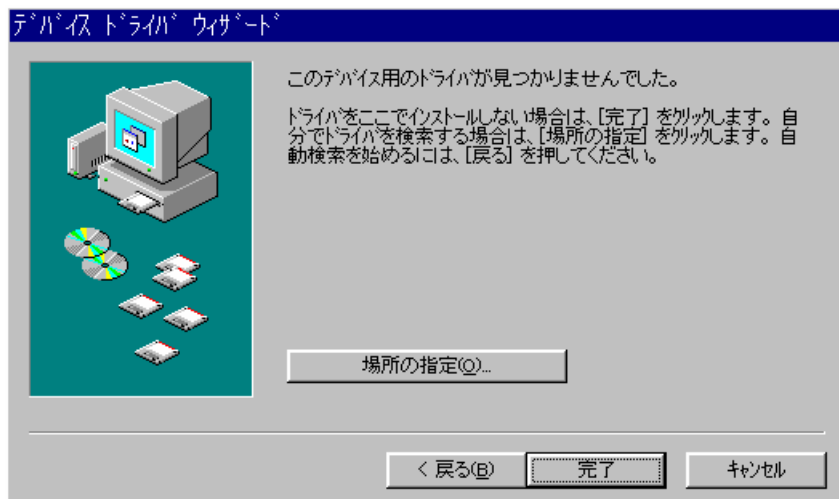 ﾃﾞﾊﾞｲｽ ﾄﾞﾗｲﾊﾞ ｳｨｻﾞｰﾄﾞ
このﾃﾞﾊﾞｲｽ用のﾄﾞﾗｲﾊﾞが見つかりませんでした。
ﾄﾞﾗｲﾊﾞをここでｲﾝｽﾄｰﾙしない場合は、[完了] をｸﾘｯｸします。自
分でﾄﾞﾗｲﾊﾞを検索する場合は、[場所の指定] をｸﾘｯｸします。自
動検索を始めるには、[戻る] を押してください。
場所の指定(O)...
< 戻る(B)
完了
ｷｬﾝｾﾙ